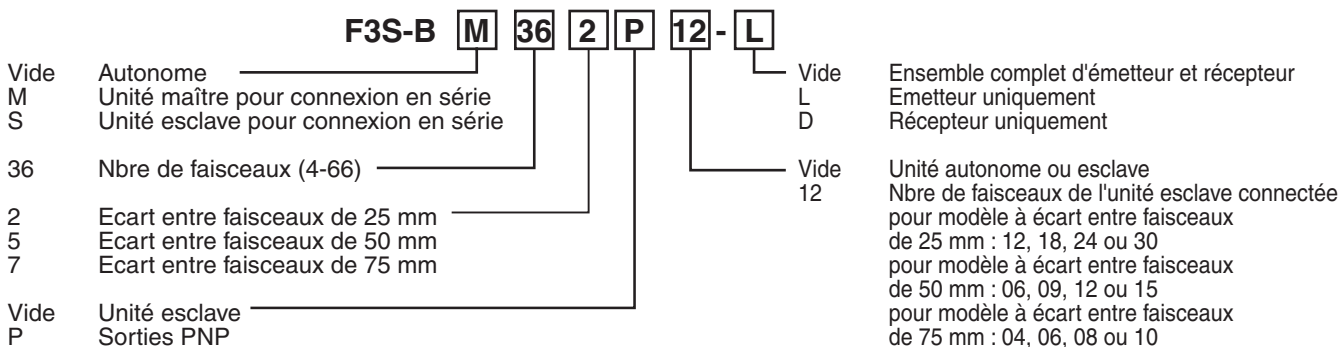 F3S-B M 36 2 P 12 - L
Vide Autonome
M Unité maître pour connexion en série
S Unité esclave pour connexion en série
36 Nbre de faisceaux (4-66)
2 Ecart entre faisceaux de 25 mm
5 Ecart entre faisceaux de 50 mm
7 Ecart entre faisceaux de 75 mm
Vide Unité esclave
P Sorties PNP
Vide Ensemble complet d'émetteur et récepteur
L Emetteur uniquement
D Récepteur uniquement
Vide Unité autonome ou esclave
12 Nbre de faisceaux de l'unité esclave connectée
pour modèle à écart entre faisceaux
de 25 mm : 12, 18, 24 ou 30
pour modèle à écart entre faisceaux
de 50 mm : 06, 09, 12 ou 15
pour modèle à écart entre faisceaux
de 75 mm : 04, 06, 08 ou 10